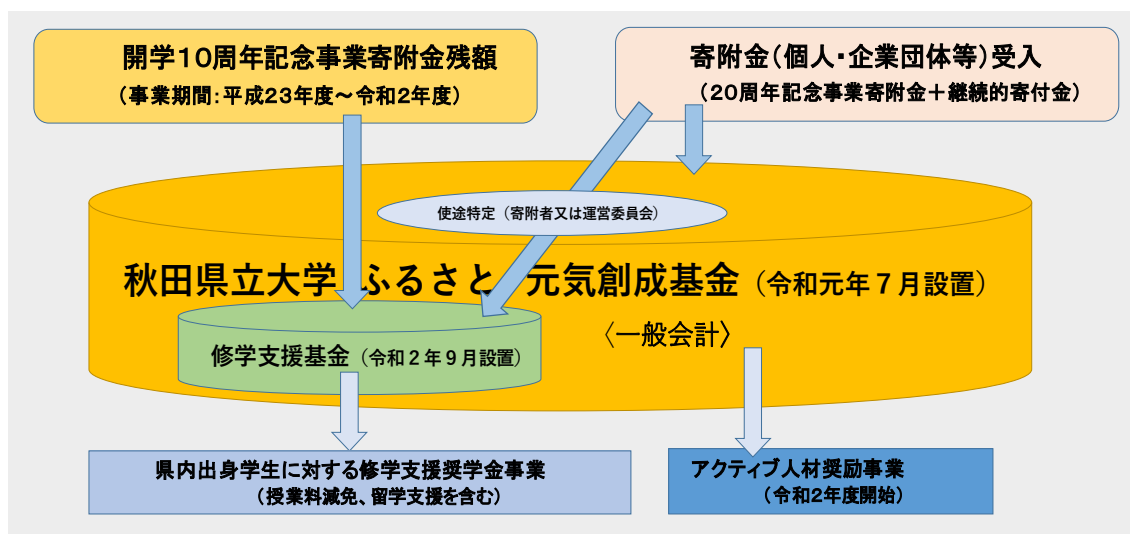 開学１０周年記念事業寄附金残額
（事業期間：平成２３年度～令和２年度）
寄附金（個人・企業団体等）受入
（２０周年記念事業寄附金＋継続的寄付金）
使途特定（寄附者又は運営委員会）
秋田県立大学 ふるさと 元気創成基金（令和元年７月設置）
〈一般会計〉
修学支援基金（令和２年９月設置）
県内出身学生に対する修学支援奨学金事業
（授業料減免、留学支援を含む）
アクティブ人材奨励事業
（令和２年度開始）